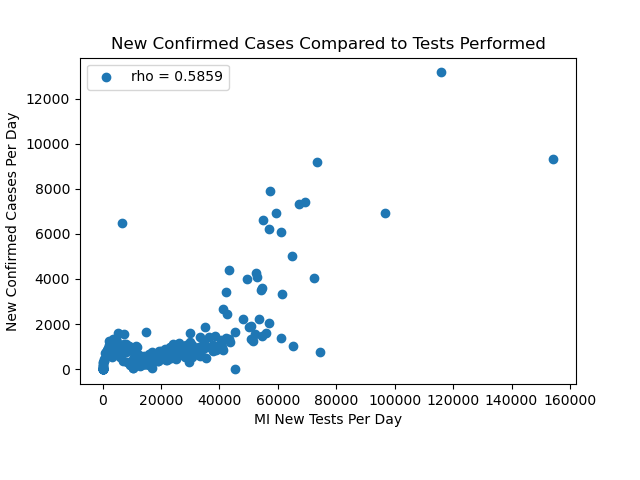 New Confirmed Cases Compared to Tests Performed
rho = 0.5859
New Confirmed Caeses Per Day
12000
10000
8000
6000
4000
2000
0
0 20000 40000 60000 80000 100000 120000 140000 160000
MI New Tests Per Day